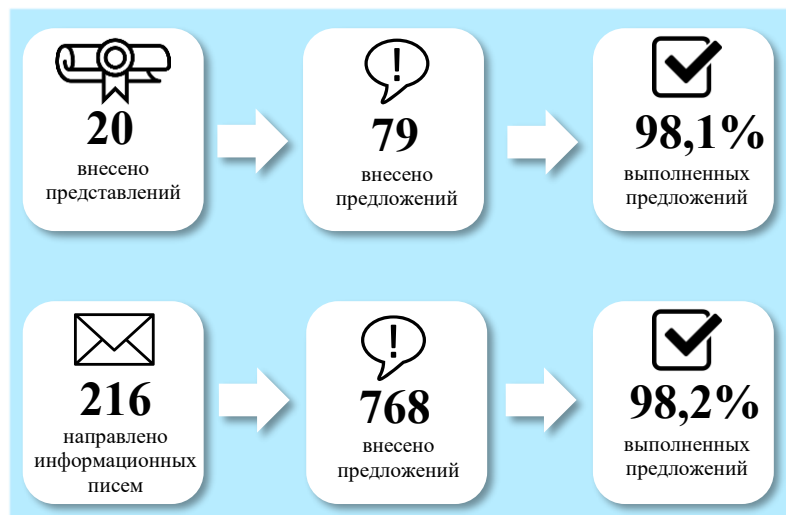 20
внесено
представлений
79
внесено
предложений
98,1%
выполненных
предложений
216
направлено
информационных
писем
768
внесено
предложений
98,2%
выполненных
предложений